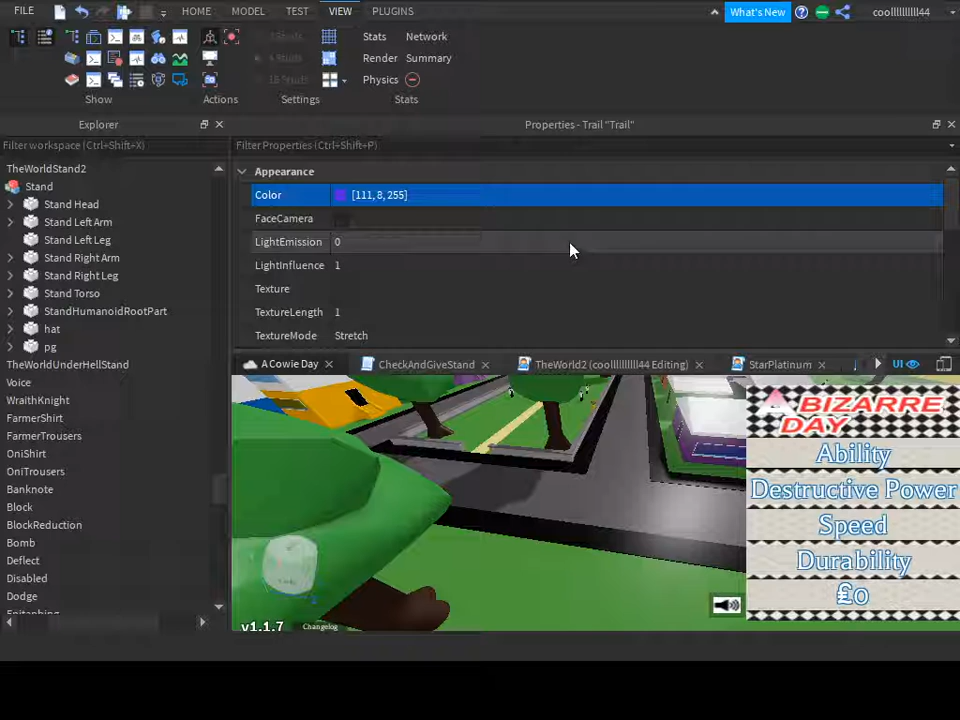 FILE
HOME
MODEL
TEST
VIEW
PLUGINS
What's New
coollllllllll44
Stats
Network
Render
Summary
Physics
Show
Actions
Settings
Stats
Explorer
Properties - Trail "Trail"
Filter workspace (Ctrl+Shift+X)
Filter Properties (Ctrl+Shift+P)
TheWorldStand2
Stand
Stand Head
Stand Left Arm
Stand Left Leg
Stand Right Arm
Stand Right Leg
Stand Torso
StandHumanoidRootPart
hat
pg
TheWorldUnderHellStand
Voice
WraithKnight
FarmerShirt
FarmerTrousers
OniShirt
OniTrousers
Banknote
Block
BlockReduction
Bomb
Deflect
Disabled
Dodge
Appearance
Color [111, 8, 255]
FaceCamera
LightEmission 0
LightInfluence 1
Texture
TextureLength 1
TextureMode Stretch
A Cowie Day
CheckAndGiveStand
TheWorld2 (coollllllllll44 Editing)
StarPlatinum
UI
A BIZARRE
DAY
Ability
Destructive Power
Speed
Durability
£0
v1.1.7
Changelog